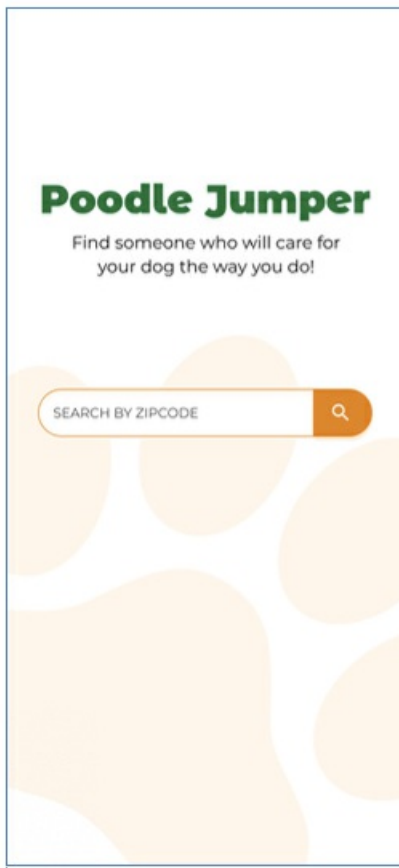 Poodle Jumper
Find someone who will care for
your dog the way you do!
SEARCH BY ZIPCODE